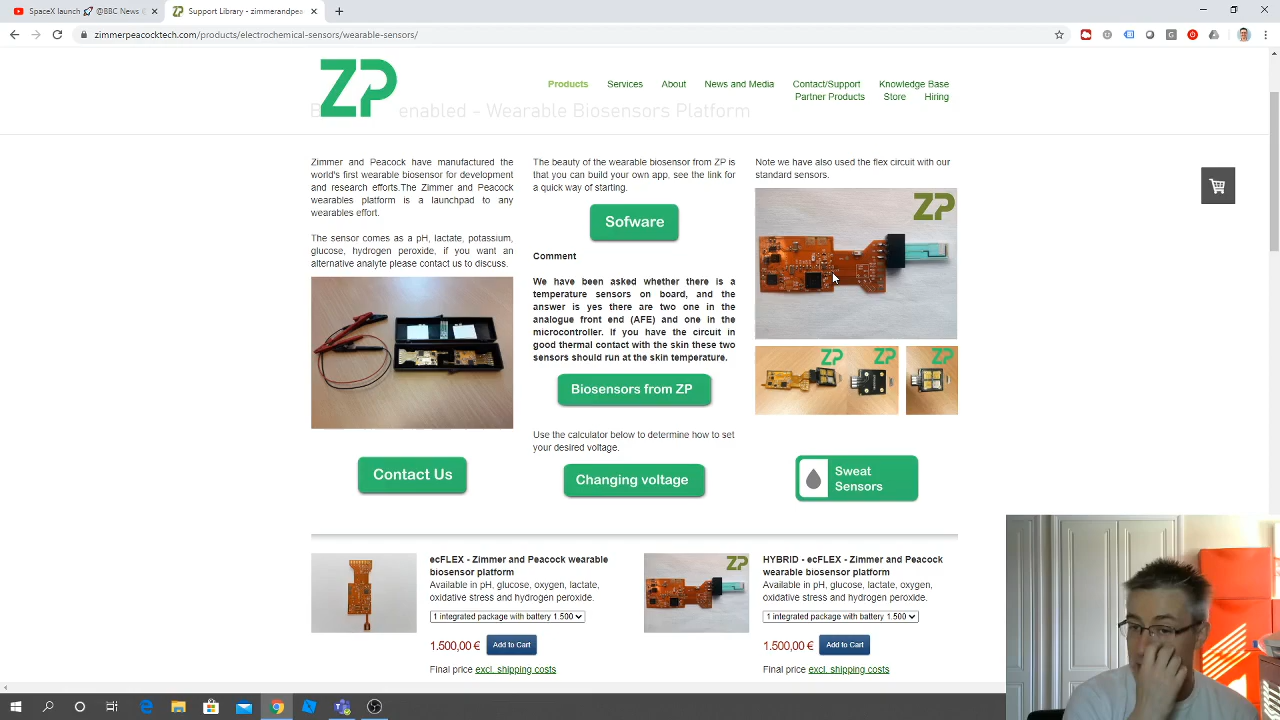 SpaceX launch 🚀 @BBC News
Support Library - zimmerandpea
zimmerpeacocktech.com/products/electrochemical-sensors/wearable-sensors/
ZP
Products Services About News and Media Contact/Support Knowledge Base
Partner Products Store Hiring
enabled - Wearable Biosensors Platform
Zimmer and Peacock have manufactured the
world's first wearable biosensor for development
and research efforts.The Zimmer and Peacock
wearables platform is a launchpad to any
wearables effort.
The sensor comes as a pH, lactate, potassium,
glucose, hydrogen peroxide, if you want an
alternative analyte please contact us to discuss.
Contact Us
The beauty of the wearable biosensor from ZP is
that you can build your own app, see the link for
a quick way of starting.
Sofware
Comment
We have been asked whether there is a
temperature sensors on board, and the
answer is yes there are two one in the
analogue front end (AFE) and one in the
microcontroller. If you have the circuit in
good thermal contact with the skin these two
sensors should run at the skin temperature.
Biosensors from ZP
Use the calculator below to determine how to set
your desired voltage.
Changing voltage
Note we have also used the flex circuit with our
standard sensors.
ZP
ZP ZP ZP
Sweat
Sensors
ecFLEX - Zimmer and Peacock wearable
biosensor platform
Available in pH, glucose, oxygen, lactate,
oxidative stress and hydrogen peroxide.
1 integrated package with battery 1.500
1.500,00 € Add to Cart
Final price excl. shipping costs
ZP
HYBRID - ecFLEX - Zimmer and Peacock
wearable biosensor platform
Available in pH, glucose, lactate, oxygen,
oxidative stress and hydrogen peroxide.
1 integrated package with battery 1.500
1.500,00 € Add to Cart
Final price excl. shipping costs